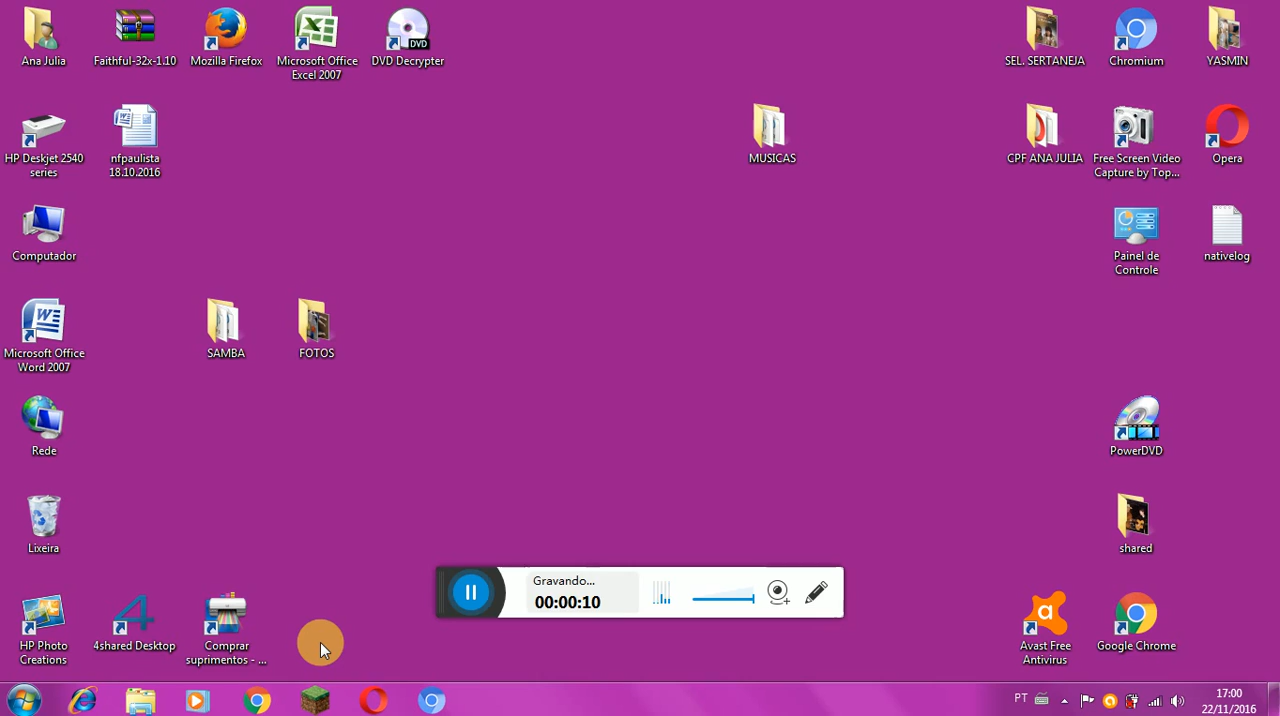 Ana Julia
Faithful-32x-1.10
Mozilla Firefox
Microsoft Office
Excel 2007
DVD
DVD Decrypter
SEL. SERTANEJA
Chromium
YASMIN
HP Deskjet 2540
series
nfpaulista
18.10.2016
MUSICAS
CPF ANA JULIA
Free Screen Video
Capture by Top...
Opera
Computador
Painel de
Controle
nativelog
Microsoft Office
Word 2007
SAMBA
FOTOS
Rede
PowerDVD
Lixeira
shared
Gravando...
00:00:10
HP Photo
Creations
4shared Desktop
Comprar
suprimentos - ...
Avast Free
Antivirus
Google Chrome
PT
17:00
22/11/2016